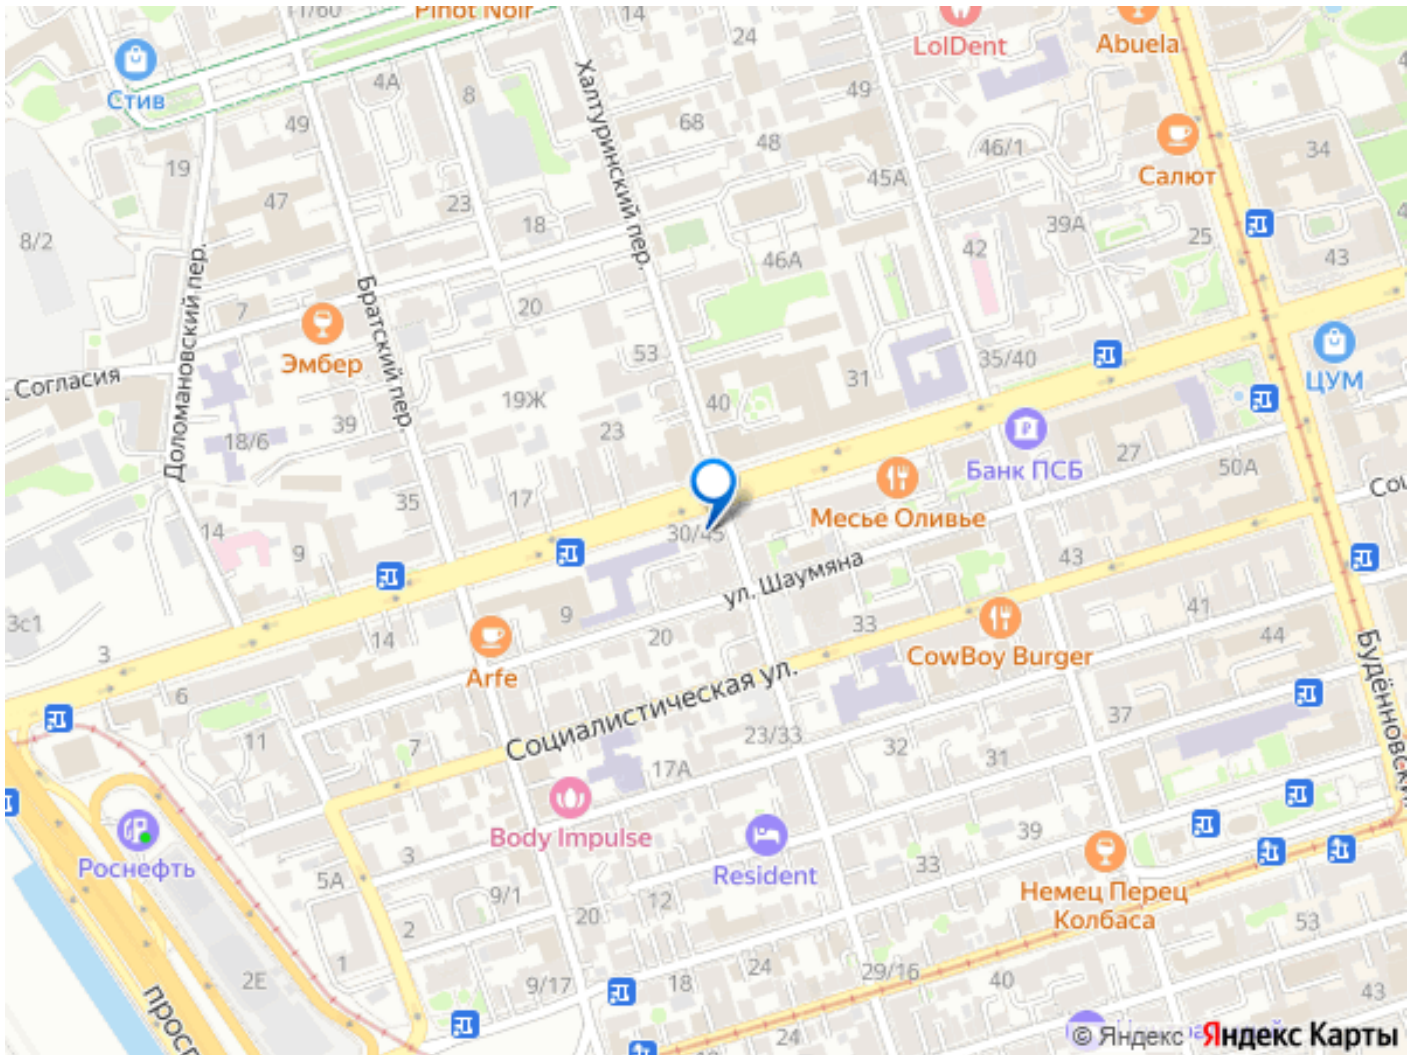 11/60
Pinot Noir
14
24
LolDent
Abuela
Стив
4А
8
49
49
68
48
46/1
34
Салют
19
47
23
18
45А
39А
8/2
Халтуринский пер.
42
25
43
46А
Доломановский пер.
Братский пер.
7
20
Эмбер
53
31
35/40
ЦУМ
Согласия
19Ж
40
39
23
18/6
Банк ПСБ
27
50А
35
17
30/45
Месье Оливье
Соц
14
9
43
ул. Шаумяна
3с1
9
41
3
14
20
33
44
Arfe
CowBoy Burger
6
Социалистическая ул.
37
Будённовский
11
7
23/33
32
31
17А
Body Impulse
Роснефть
3
Resident
39
33
5А
9/1
12
Немец Перец
Колбаса
20
2
53
1
2Е
9/17
18
24
29/16
40
43
просп
24
© Яндекс
Яндекс Карты